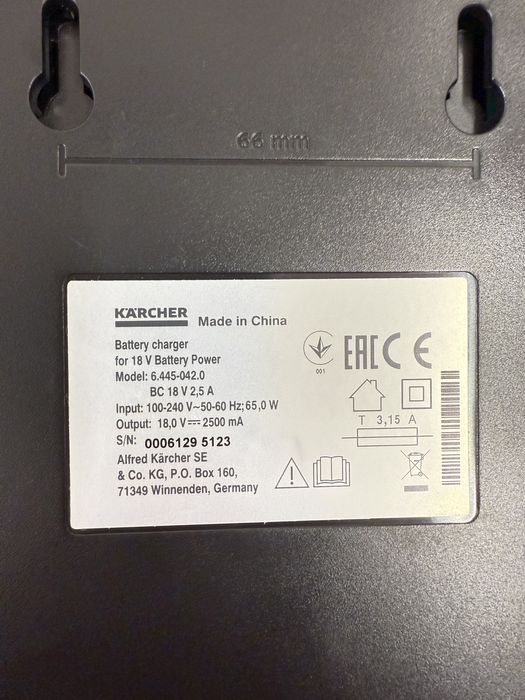 66 mm
KÄRCHER Made in China
Battery charger
for 18 V Battery Power
Model: 6.445-042.0
BC 18 V 2,5 A
Input: 100-240 V~50-60 Hz; 65,0 W
Output: 18,0 V⎓ 2500 mA
S/N: 0006129 5123
Alfred Kärcher SE
& Co. KG, P.O. Box 160,
71349 Winnenden, Germany
001
EAC CE
T 3,15 A